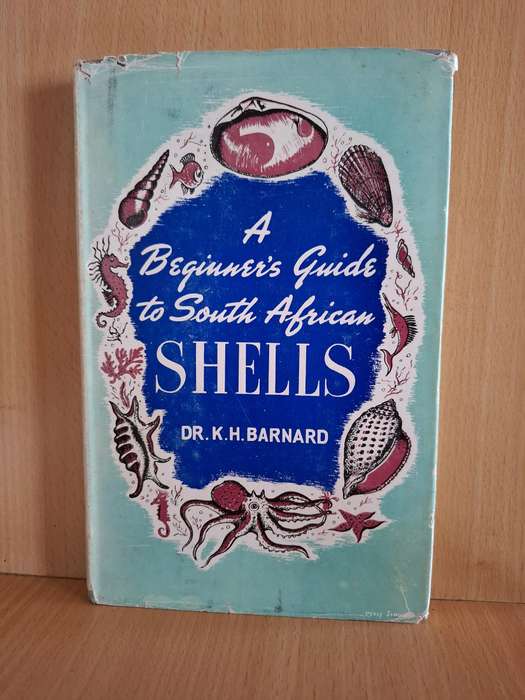 A
Beginner's Guide
to South African
SHELLS
DR. K. H. BARNARD